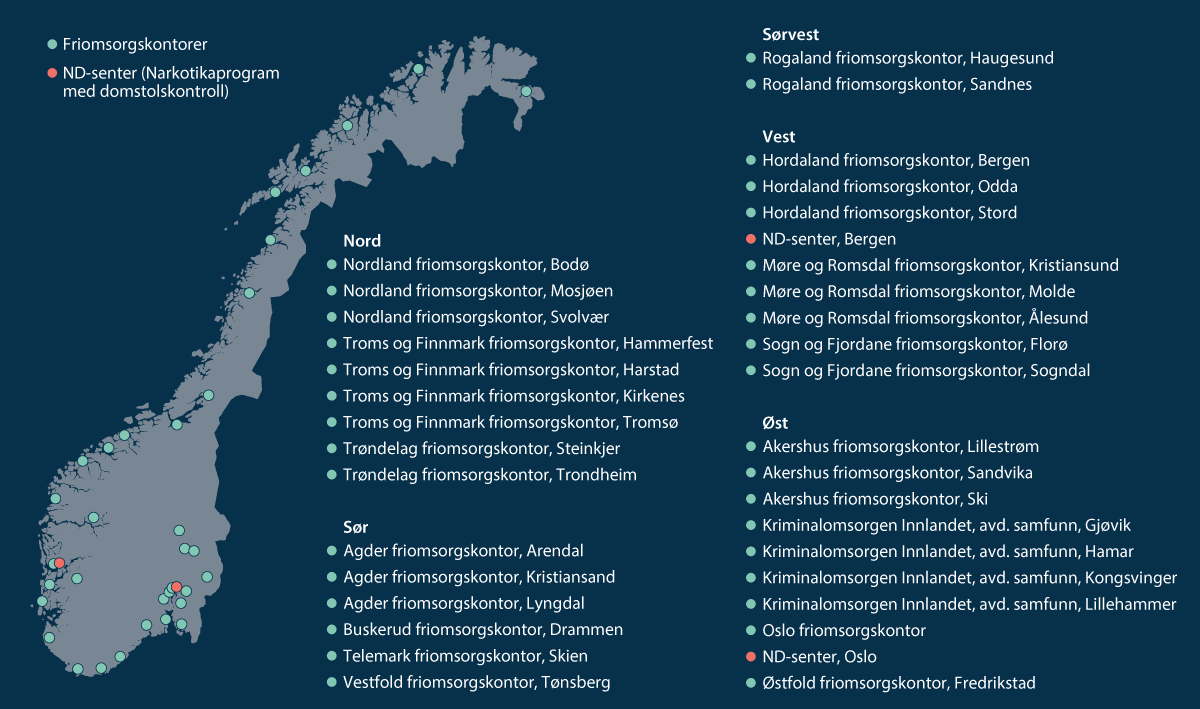 Friomsorgskontorer
ND-senter (Narkotikaprogram
med domstolskontroll)
Nord
Nordland friomsorgskontor, Bodø
Nordland friomsorgskontor, Mosjøen
Nordland friomsorgskontor, Svolvær
Troms og Finnmark friomsorgskontor, Hammerfest
Troms og Finnmark friomsorgskontor, Harstad
Troms og Finnmark friomsorgskontor, Kirkenes
Troms og Finnmark friomsorgskontor, Tromsø
Trøndelag friomsorgskontor, Steinkjer
Trøndelag friomsorgskontor, Trondheim
Sør
Agder friomsorgskontor, Arendal
Agder friomsorgskontor, Kristiansand
Agder friomsorgskontor, Lyngdal
Buskerud friomsorgskontor, Drammen
Telemark friomsorgskontor, Skien
Vestfold friomsorgskontor, Tønsberg
Sørvest
Rogaland friomsorgskontor, Haugesund
Rogaland friomsorgskontor, Sandnes
Vest
Hordaland friomsorgskontor, Bergen
Hordaland friomsorgskontor, Odda
Hordaland friomsorgskontor, Stord
ND-senter, Bergen
Møre og Romsdal friomsorgskontor, Kristiansund
Møre og Romsdal friomsorgskontor, Molde
Møre og Romsdal friomsorgskontor, Ålesund
Sogn og Fjordane friomsorgskontor, Florø
Sogn og Fjordane friomsorgskontor, Sogndal
Øst
Akershus friomsorgskontor, Lillestrøm
Akershus friomsorgskontor, Sandvika
Akershus friomsorgskontor, Ski
Kriminalomsorgen Innlandet, avd. samfunn, Gjøvik
Kriminalomsorgen Innlandet, avd. samfunn, Hamar
Kriminalomsorgen Innlandet, avd. samfunn, Kongsvinger
Kriminalomsorgen Innlandet, avd. samfunn, Lillehammer
Oslo friomsorgskontor
ND-senter, Oslo
Østfold friomsorgskontor, Fredrikstad